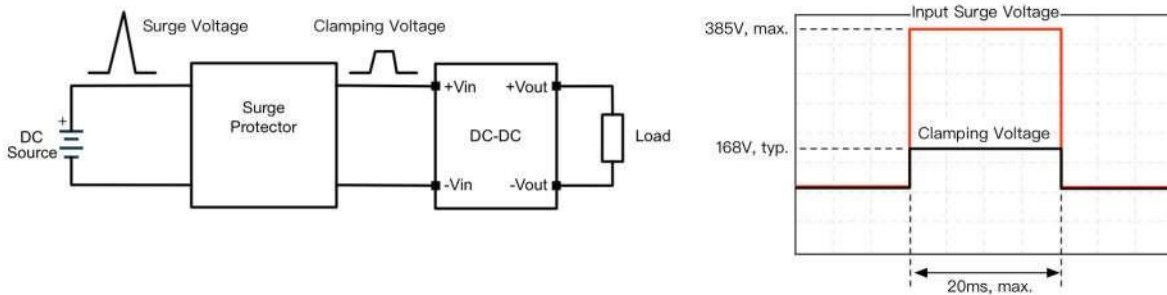 Surge Voltage
Clamping Voltage
DC
Source
+
Surge
Protector
+Vin
+Vout
DC-DC
-Vin
-Vout
Load
Input Surge Voltage
385V, max.
Clamping Voltage
168V, typ.
20ms, max.